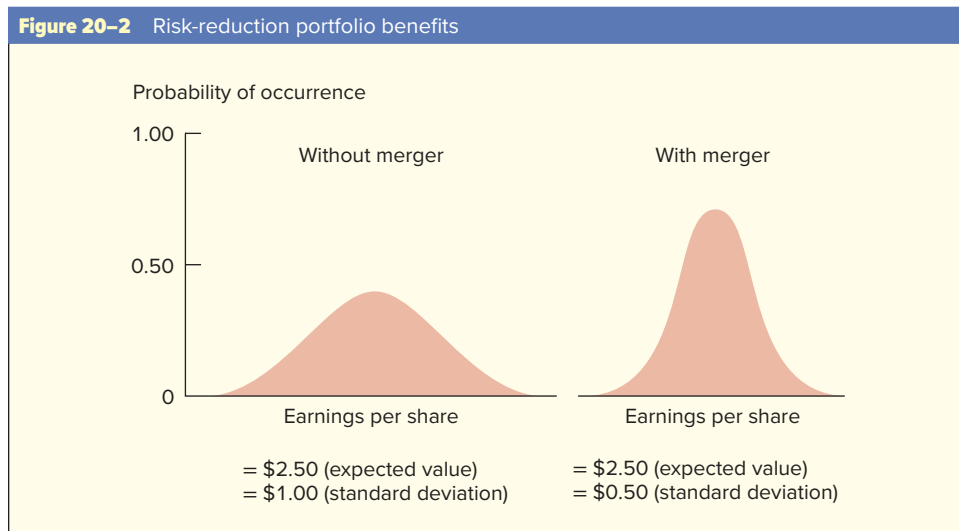 Figure 20–2 Risk-reduction portfolio benefits
Probability of occurrence
1.00
Without merger
With merger
0.50
0
Earnings per share
Earnings per share
= $2.50 (expected value)
= $1.00 (standard deviation)
= $2.50 (expected value)
= $0.50 (standard deviation)